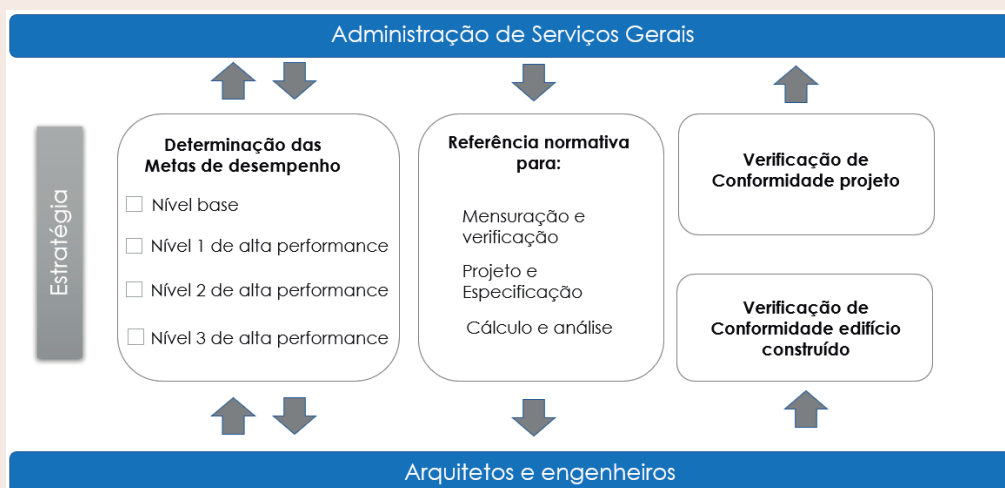 Administração de Serviços Gerais
Estratégia
Determinação das
Metas de desempenho
Nível base
Nível 1 de alta performance
Nível 2 de alta performance
Nível 3 de alta performance
Referência normativa
para:
Mensuração e
verificação
Projeto e
Especificação
Cálculo e análise
Verificação de
Conformidade projeto
Verificação de
Conformidade edifício
construído
Arquitetos e engenheiros